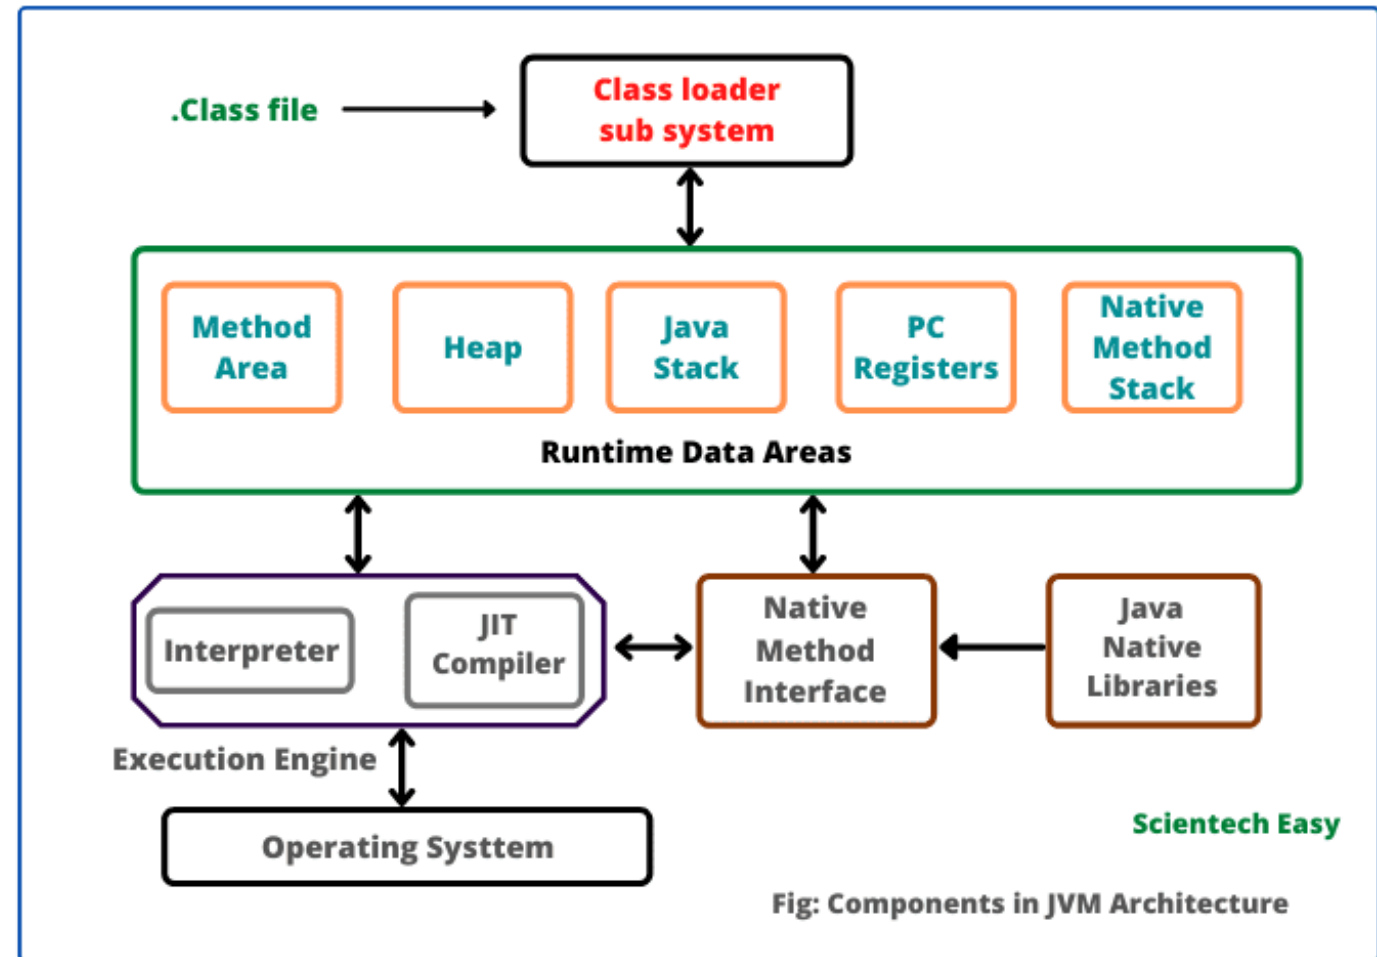 .Class file
Class loader
sub system
Method
Area
Heap
Java
Stack
PC
Registers
Native
Method
Stack
Runtime Data Areas
Interpreter
JIT
Compiler
Native
Method
Interface
Java
Native
Libraries
Execution Engine
Operating Systtem
Scientech Easy
Fig: Components in JVM Architecture